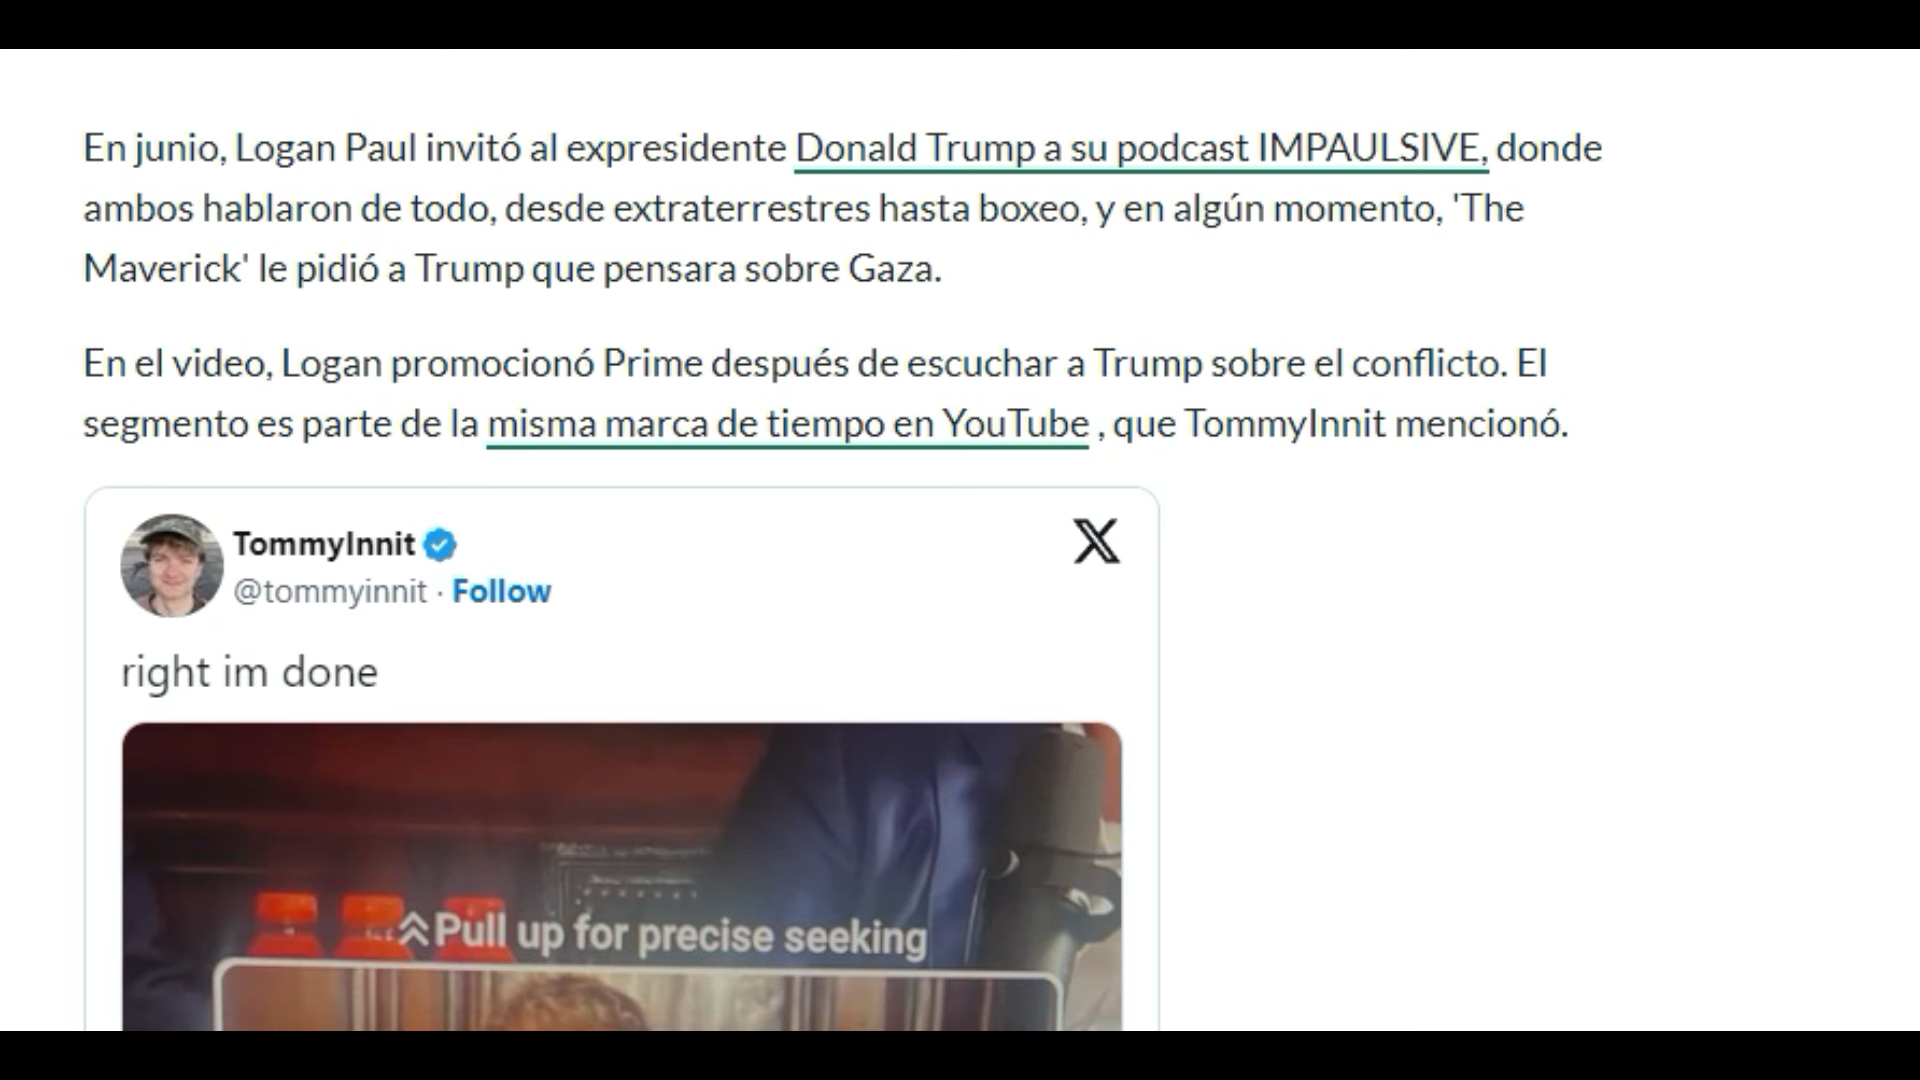 En junio, Logan Paul invitó al expresidente Donald Trump a su podcast IMPAULSIVE, donde
ambos hablaron de todo, desde extraterrestres hasta boxeo, y en algún momento, 'The
Maverick' le pidió a Trump que pensara sobre Gaza.
En el video, Logan promocionó Prime después de escuchar a Trump sobre el conflicto. El
segmento es parte de la misma marca de tiempo en YouTube , que TommyInnit mencionó.
TommyInnit
@tommyinnit · Follow
right im done
Pull up for precise seeking